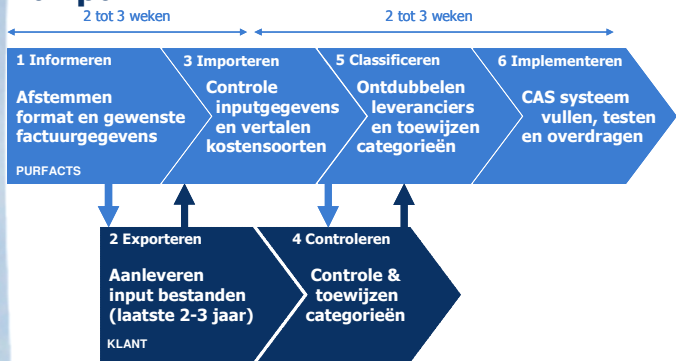 2 tot 3 weken
2 tot 3 weken
1 Informeren
Afstemmen
format en gewenste
factuurgegevens
PURFACTS
3 Importeren
Controle
inputgegevens
en vertalen
kostensoorten
5 Classificeren
Ontdubbelen
leveranciers
en toewijzen
categorieën
6 Implementeren
CAS systeem
vullen, testen
en overdragen
2 Exporteren
Aanleveren
input bestanden
(laatste 2-3 jaar)
KLANT
4 Controleren
Controle &
toewijzen
categorieën